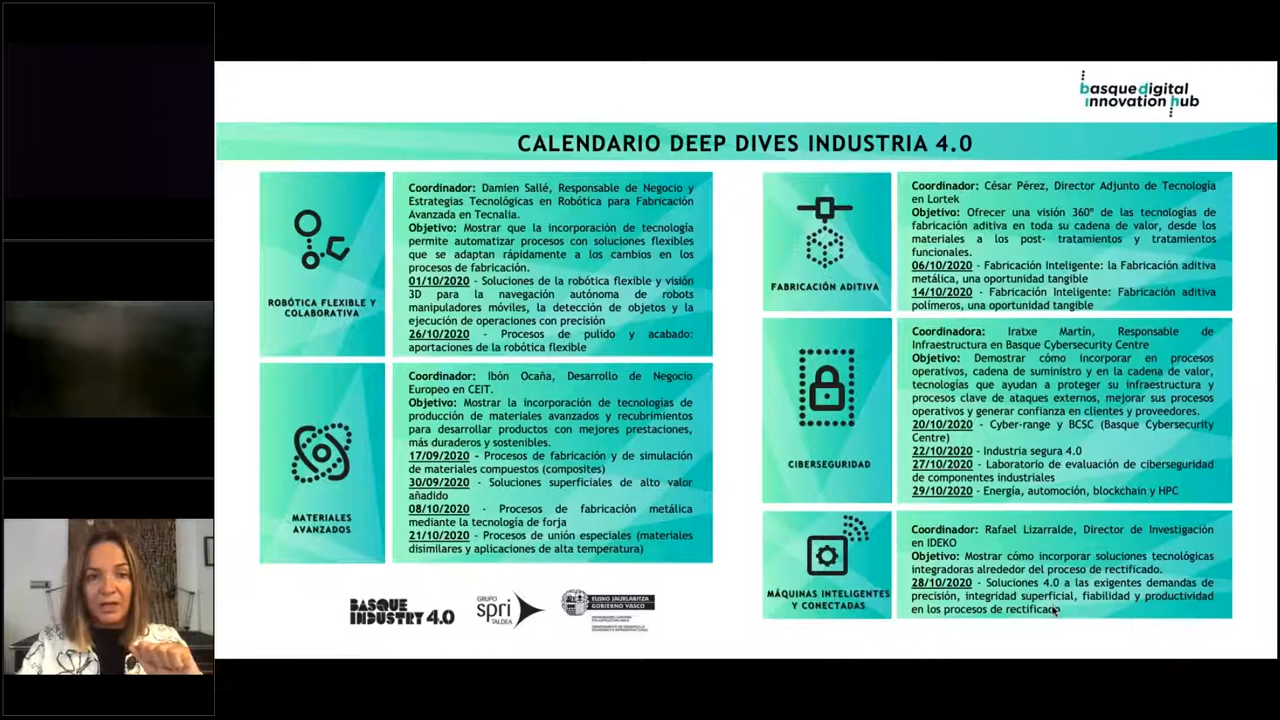 basque digital
innovation hub
CALENDARIO DEEP DIVES INDUSTRIA 4.0
ROBÓTICA FLEXIBLE Y
COLABORATIVA
Coordinador: Damien Sallé, Responsable de Negocio y
Estrategias Tecnológicas en Robótica para Fabricación
Avanzada en Tecnalia.
Objetivo: Mostrar que la incorporación de tecnología
permite automatizar procesos con soluciones flexibles
que se adaptan rápidamente a los cambios en los
procesos de fabricación.
01/10/2020 - Soluciones de la robótica flexible y visión
3D para la navegación autónoma de robots
manipuladores móviles, la detección de objetos y la
ejecución de operaciones con precisión
26/10/2020 - Procesos de pulido y acabado:
aportaciones de la robótica flexible
MATERIALES
AVANZADOS
Coordinador: Ibón Ocaña, Desarrollo de Negocio
Europeo en CEIT.
Objetivo: Mostrar la incorporación de tecnologías de
producción de materiales avanzados y recubrimientos
para desarrollar productos con mejores prestaciones,
más duraderos y sostenibles.
17/09/2020 - Procesos de fabricación y de simulación
de materiales compuestos (composites)
30/09/2020 - Soluciones superficiales de alto valor
añadido
08/10/2020 - Procesos de fabricación metálica
mediante la tecnología de forja
21/10/2020 - Procesos de unión especiales (materiales
disimilares y aplicaciones de alta temperatura)
FABRICACIÓN ADITIVA
Coordinador: César Pérez, Director Adjunto de Tecnología
en Lortek
Objetivo: Ofrecer una visión 360º de las tecnologías de
fabricación aditiva en toda su cadena de valor, desde los
materiales a los post- tratamientos y tratamientos
funcionales.
06/10/2020 - Fabricación Inteligente: la Fabricación aditiva
metálica, una oportunidad tangible
14/10/2020 - Fabricación Inteligente: Fabricación aditiva
polímeros, una oportunidad tangible
CIBERSEGURIDAD
Coordinadora: Iratxe Martín, Responsable de
Infraestructura en Basque Cybersecurity Centre
Objetivo: Demostrar cómo incorporar en procesos
operativos, cadena de suministro y en la cadena de valor,
tecnologías que ayudan a proteger su infraestructura y
procesos clave de ataques externos, mejorar sus procesos
operativos y generar confianza en clientes y proveedores.
20/10/2020 - Cyber-range y BCSC (Basque Cybersecurity
Centre)
22/10/2020 - Industria segura 4.0
27/10/2020 - Laboratorio de evaluación de ciberseguridad
de componentes industriales
29/10/2020 - Energía, automoción, blockchain y HPC
MÁQUINAS INTELIGENTES
Y CONECTADAS
Coordinador: Rafael Lizarralde, Director de Investigación
en IDEKO
Objetivo: Mostrar cómo incorporar soluciones tecnológicas
integradoras alrededor del proceso de rectificado.
28/10/2020 - Soluciones 4.0 a las exigentes demandas de
precisión, integridad superficial, fiabilidad y productividad
en los procesos de rectificado
BASQUE
INDUSTRY 4.0
GRUPO
spri
TALDEA
EUSKO JAURLARITZA
GOBIERNO VASCO